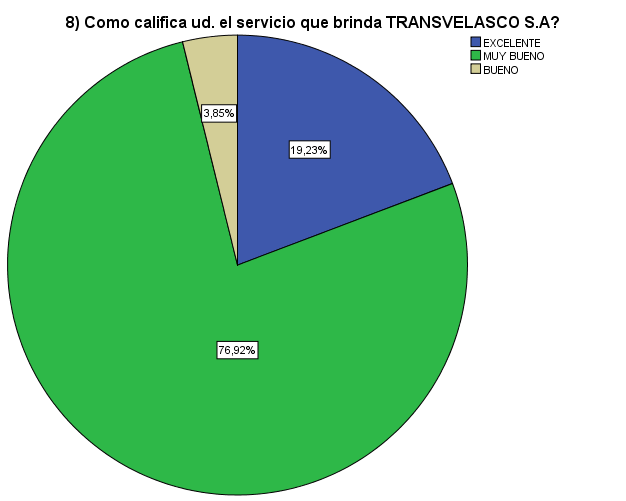 8) Como califica ud. el servicio que brinda TRANSVELASCO S.A?
EXCELENTE
MUY BUENO
BUENO
3,85%
19,23%
76,92%